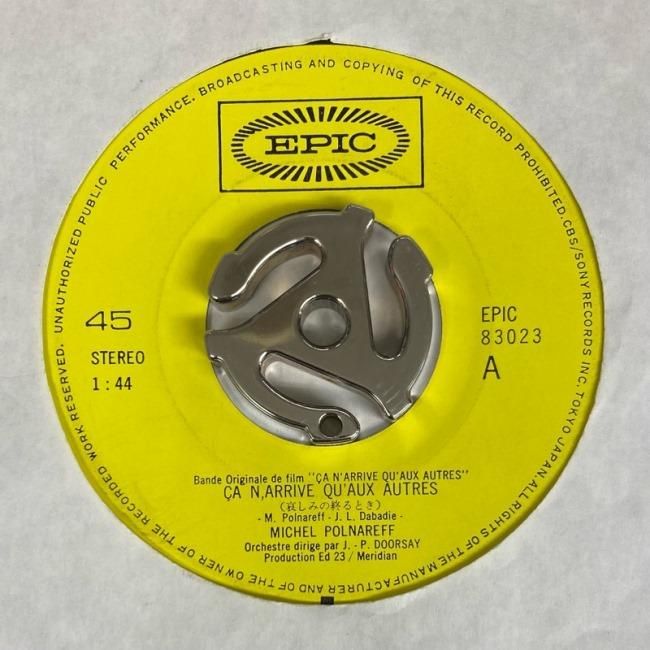 UNAUTHORIZED PUBLIC PERFORMANCE. BROADCASTING AND COPYING OF THIS RECORD PROHIBITED. CBS/SONY RECORDS INC. TOKYO JAPAN ALL RIGHTS OF THE MANUFACTURER AND OF THE OWNER OF THE RECORDED WORK RESERVED.
EPIC
45
STEREO
1:44
EPIC
83023
A
Bande Originale de film "ÇA N'ARRIVE QU'AUX AUTRES"
ÇA N,ARRIVE QU'AUX AUTRES
(哀しみの終るとき)
- M. Polnareff - J. L. Dabadie -
MICHEL POLNAREFF
Orchestre dirige par J. - P. DOORSAY
Production Ed 23 / Meridian